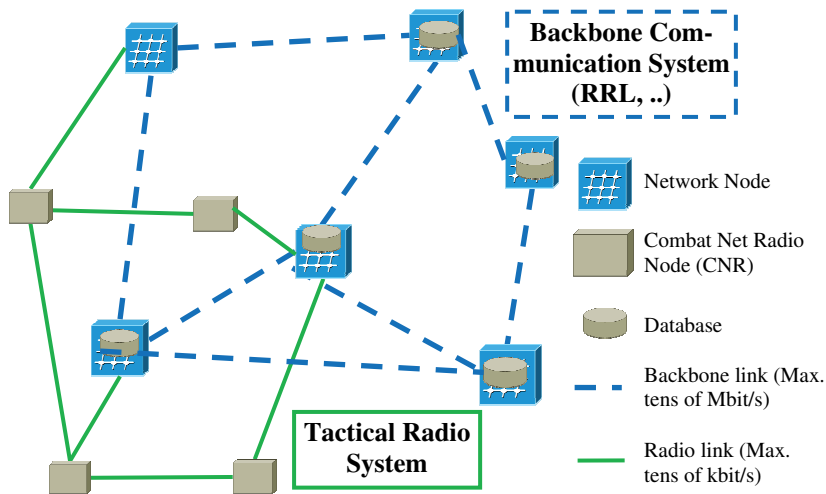 Backbone Com-
munication System
(RRL, ..)
Network Node
Combat Net Radio
Node (CNR)
Database
Backbone link (Max.
tens of Mbit/s)
Radio link (Max.
tens of kbit/s)
Tactical Radio
System